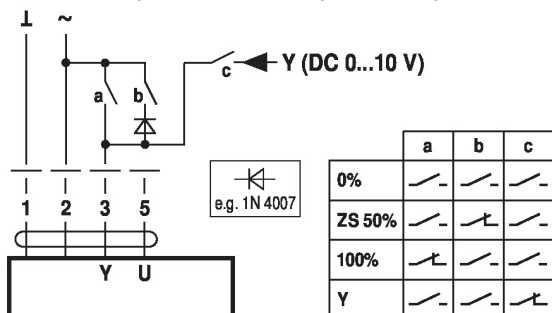 ⊥ ~
a b c Y (DC 0...10 V)
1 2 3 5
Y U
e.g. 1N 4007
a b c
0%
ZS 50%
100%
Y